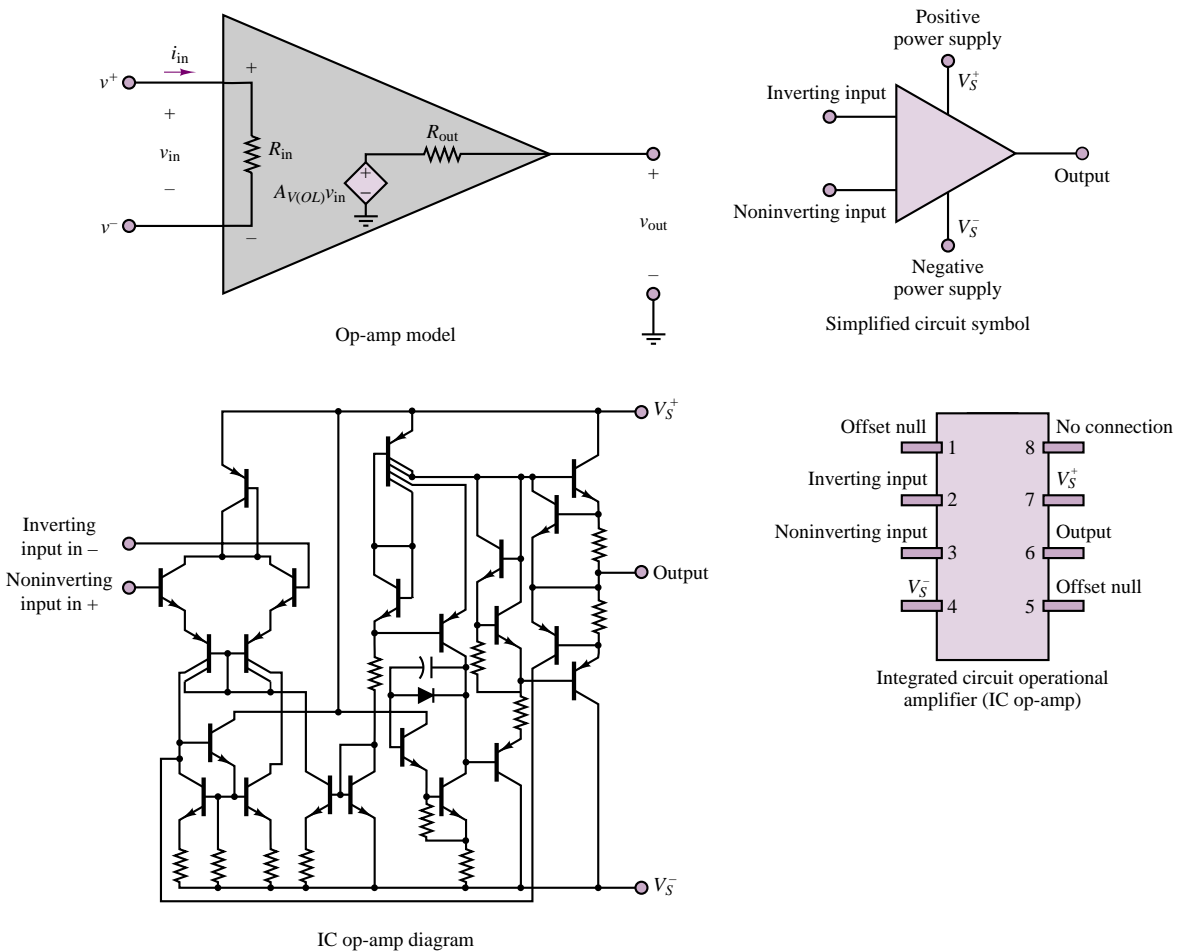 i_in
v⁺
+
+
v_in
R_in
−
−
v⁻
R_out
+
−
A_V(OL)v_in
+
v_out
−
Op-amp model
Positive
power supply
V_S⁺
Inverting input
Noninverting input
Output
V_S⁻
Negative
power supply
Simplified circuit symbol
V_S⁺
Inverting
input in –
Noninverting
input in +
Output
V_S⁻
IC op-amp diagram
Offset null
1
8
No connection
Inverting input
2
7
V_S⁺
Noninverting input
3
6
Output
V_S⁻
4
5
Offset null
Integrated circuit operational
amplifier (IC op-amp)